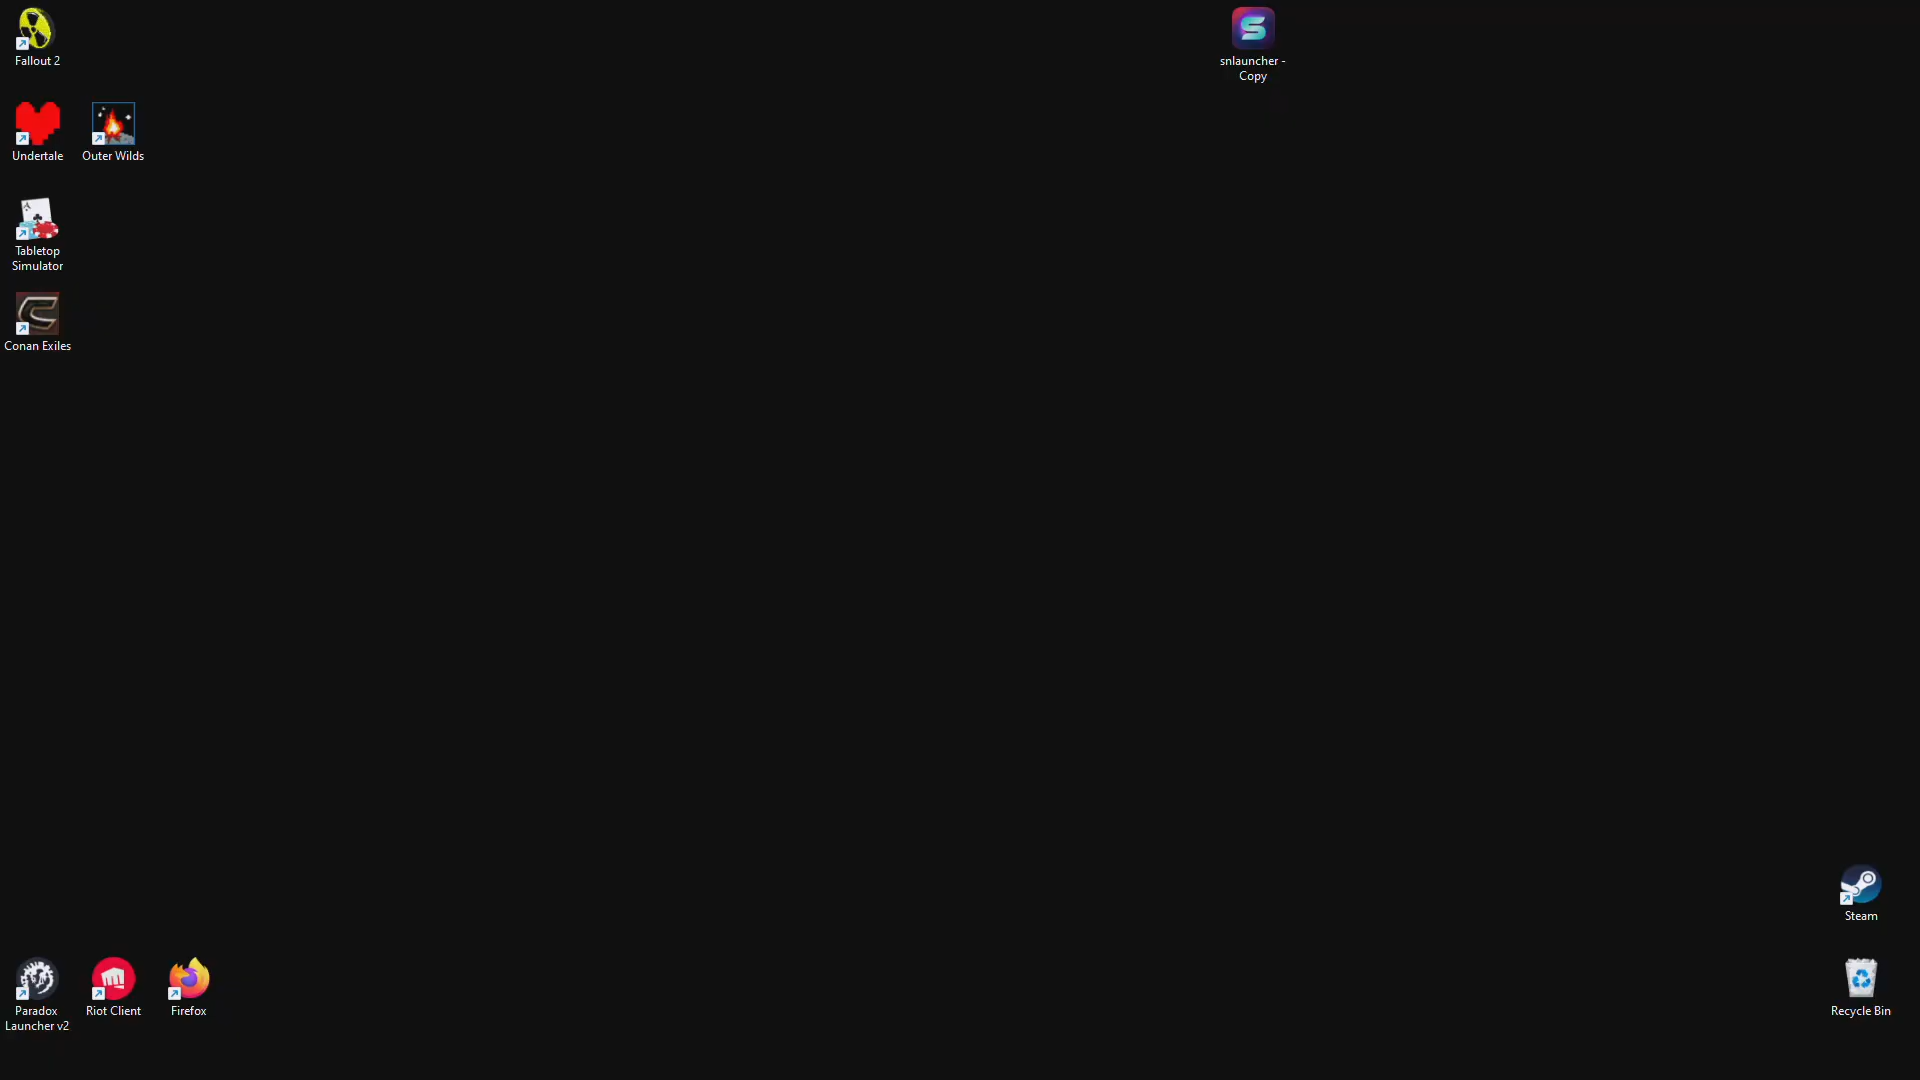 Fallout 2
snlauncher -
Copy
Undertale
Outer Wilds
Tabletop
Simulator
Conan Exiles
Steam
Paradox
Launcher v2
Riot Client
Firefox
Recycle Bin